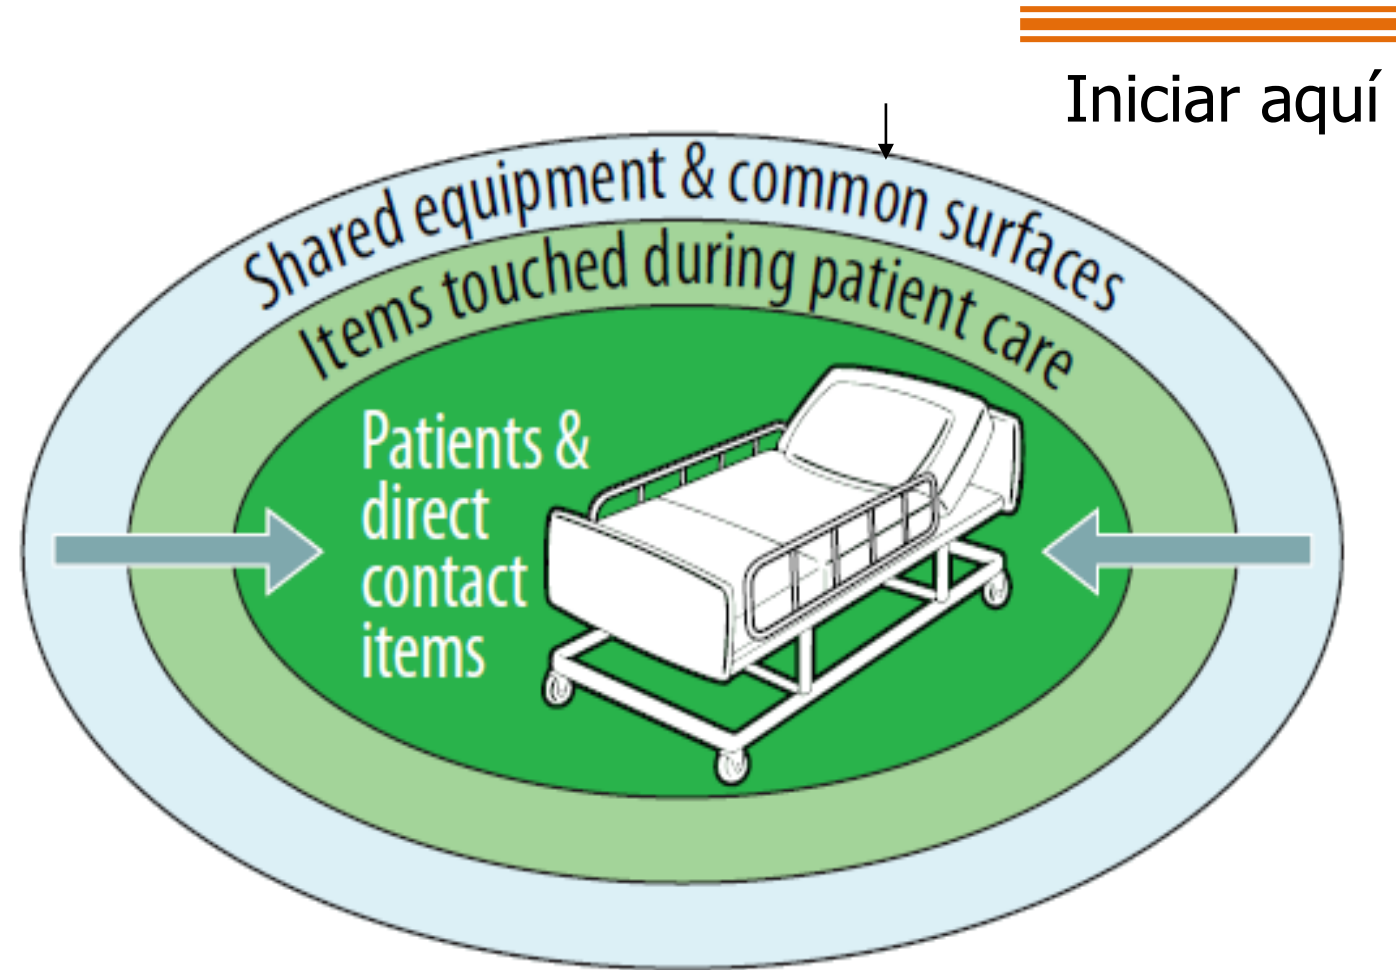 Iniciar aquí
Shared equipment & common surfaces
Items touched during patient care
Patients &
direct
contact
items